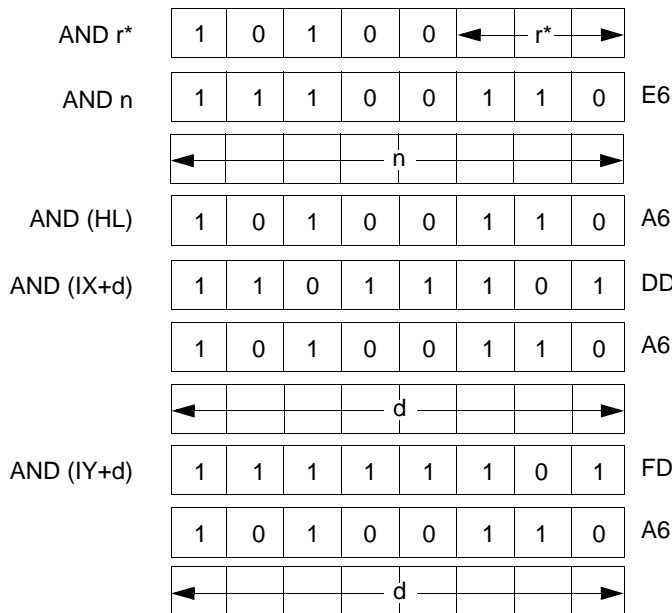 AND r* 1 0 1 0 0 r*
AND n 1 1 1 0 0 1 1 0 E6
n
AND (HL) 1 0 1 0 0 1 1 0 A6
AND (IX+d) 1 1 0 1 1 1 0 1 DD
1 0 1 0 0 1 1 0 A6
d
AND (IY+d) 1 1 1 1 1 1 0 1 FD
1 0 1 0 0 1 1 0 A6
d